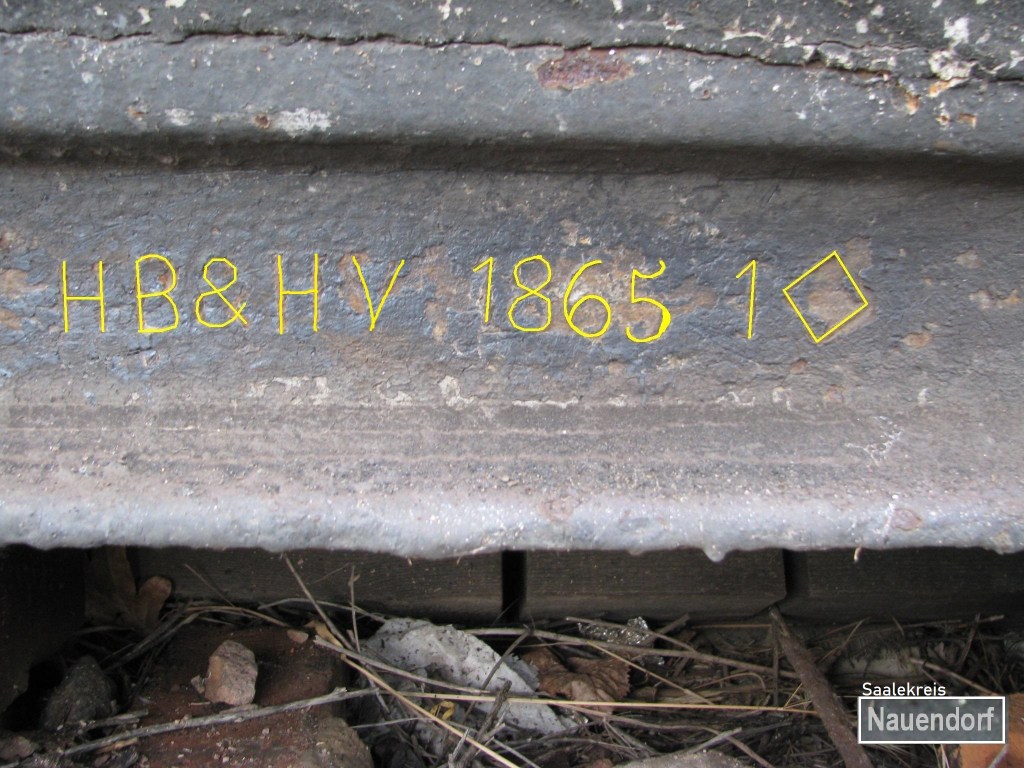 HB&HV 1865 1◇
Saalekreis
Nauendorf